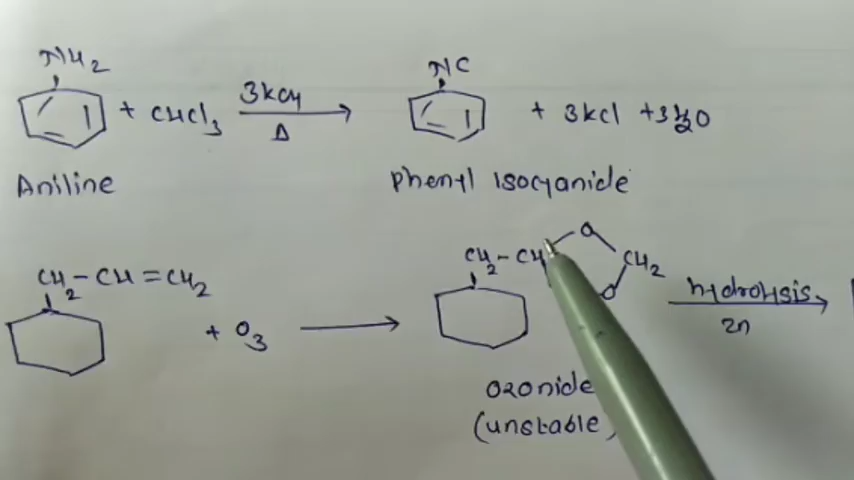 NH2 NC
+ CHCl3 3KOH Δ + 3KCl + 3H2O
Aniline Phenyl Isocyanide
CH2-CH=CH2 + O3 CH2-CH O O CH2 hydrolysis Zn
Ozonide
(unstable)